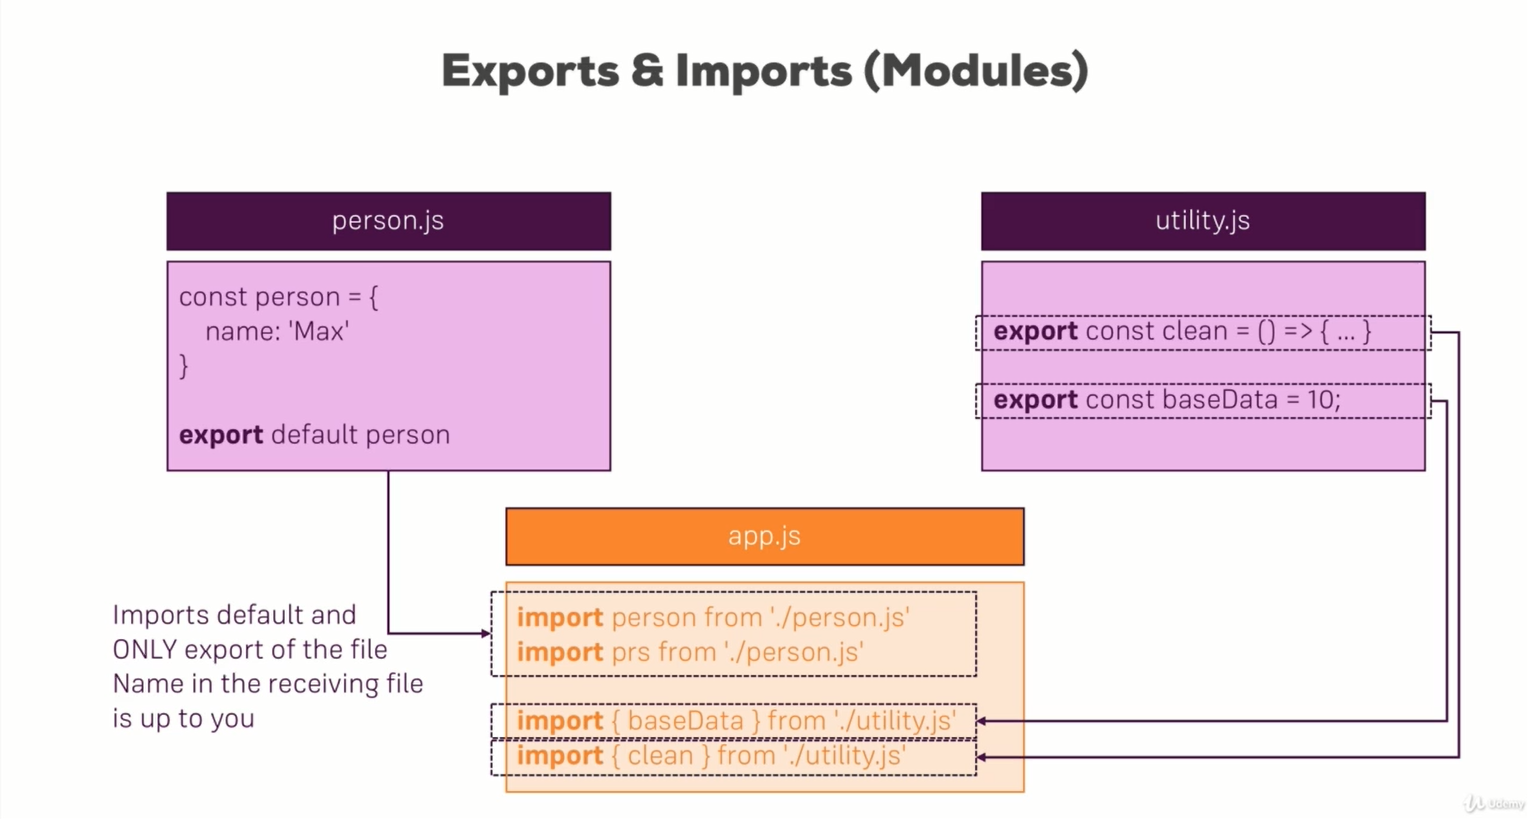 Exports & Imports (Modules)
person.js
const person = {
name: 'Max'
}
export default person
utility.js
export const clean = () => { ... }
export const baseData = 10;
app.js
import person from './person.js'
import prs from './person.js'
import { baseData } from './utility.js'
import { clean } from './utility.js'
Imports default and
ONLY export of the file
Name in the receiving file
is up to you
Udemy